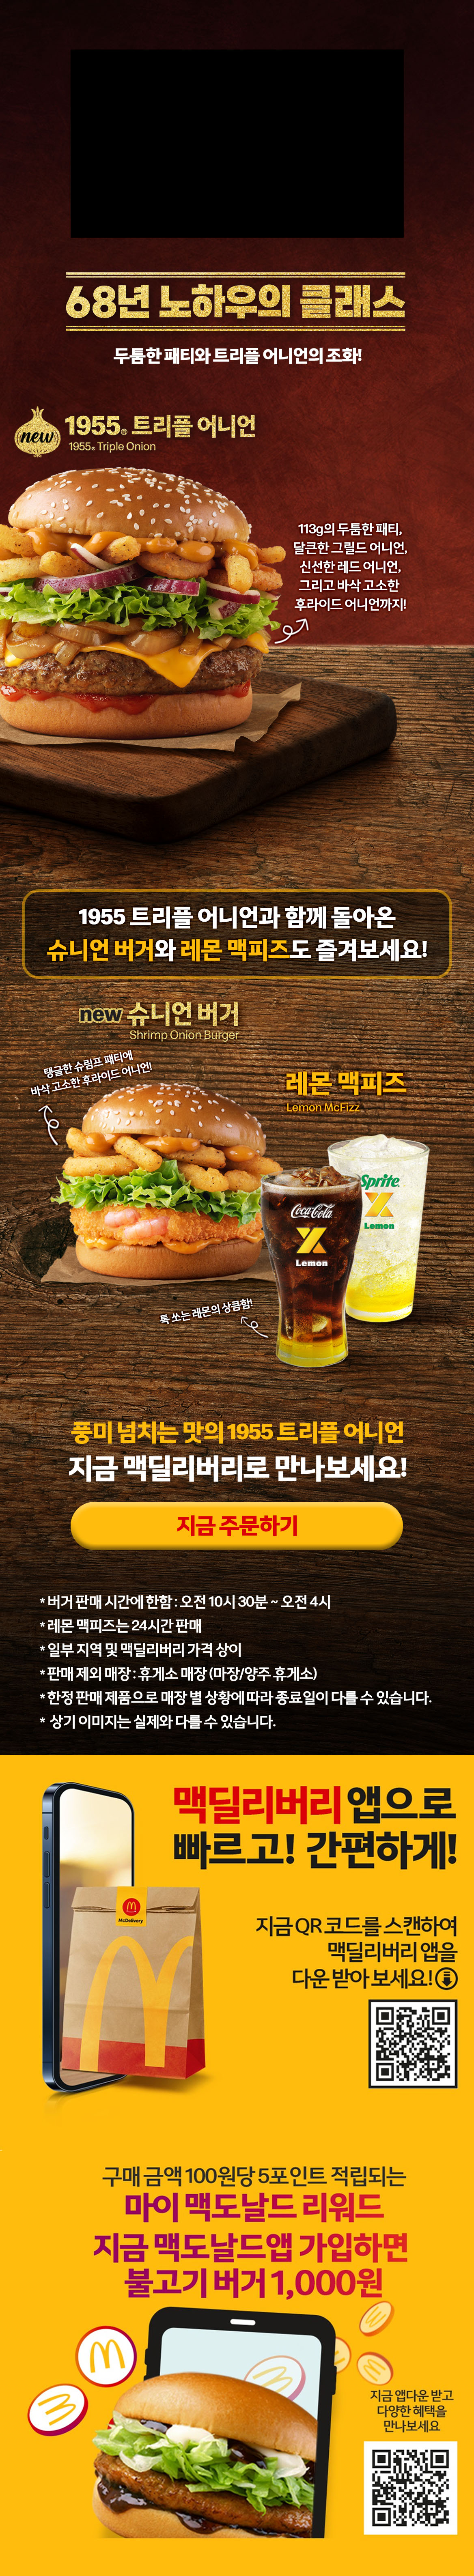 68년 노하우의 클래스
두툼한 패티와 트리플 어니언의 조화!
new
1955® 트리플 어니언
1955® Triple Onion
113g의 두툼한 패티,
달큰한 그릴드 어니언,
신선한 레드 어니언,
그리고 바삭 고소한
후라이드 어니언까지!
1955 트리플 어니언과 함께 돌아온
슈니언 버거와 레몬 맥피즈도 즐겨보세요!
new 슈니언 버거
Shrimp Onion Burger
탱글한 슈림프 패티에
바삭 고소한 후라이드 어니언!
레몬 맥피즈
Lemon McFizz
Sprite
Lemon
Coca-Cola
Lemon
톡 쏘는 레몬의 상큼함!
풍미 넘치는 맛의 1955 트리플 어니언
지금 맥딜리버리로 만나보세요!
지금 주문하기
* 버거 판매 시간에 한함 : 오전 10시 30분 ~ 오전 4시
* 레몬 맥피즈는 24시간 판매
* 일부 지역 및 맥딜리버리 가격 상이
* 판매 제외 매장 : 휴게소 매장 (마장/양주 휴게소)
* 한정 판매 제품으로 매장 별 상황에 따라 종료일이 다를 수 있습니다.
* 상기 이미지는 실제와 다를 수 있습니다.
맥딜리버리 앱으로
빠르고! 간편하게!
McDelivery
지금 QR 코드를 스캔하여
맥딜리버리 앱을
다운 받아 보세요!
구매 금액 100원당 5포인트 적립되는
마이 맥도날드 리워드
지금 맥도날드앱 가입하면
불고기 버거 1,000원
지금 앱다운 받고
다양한 혜택을
만나보세요